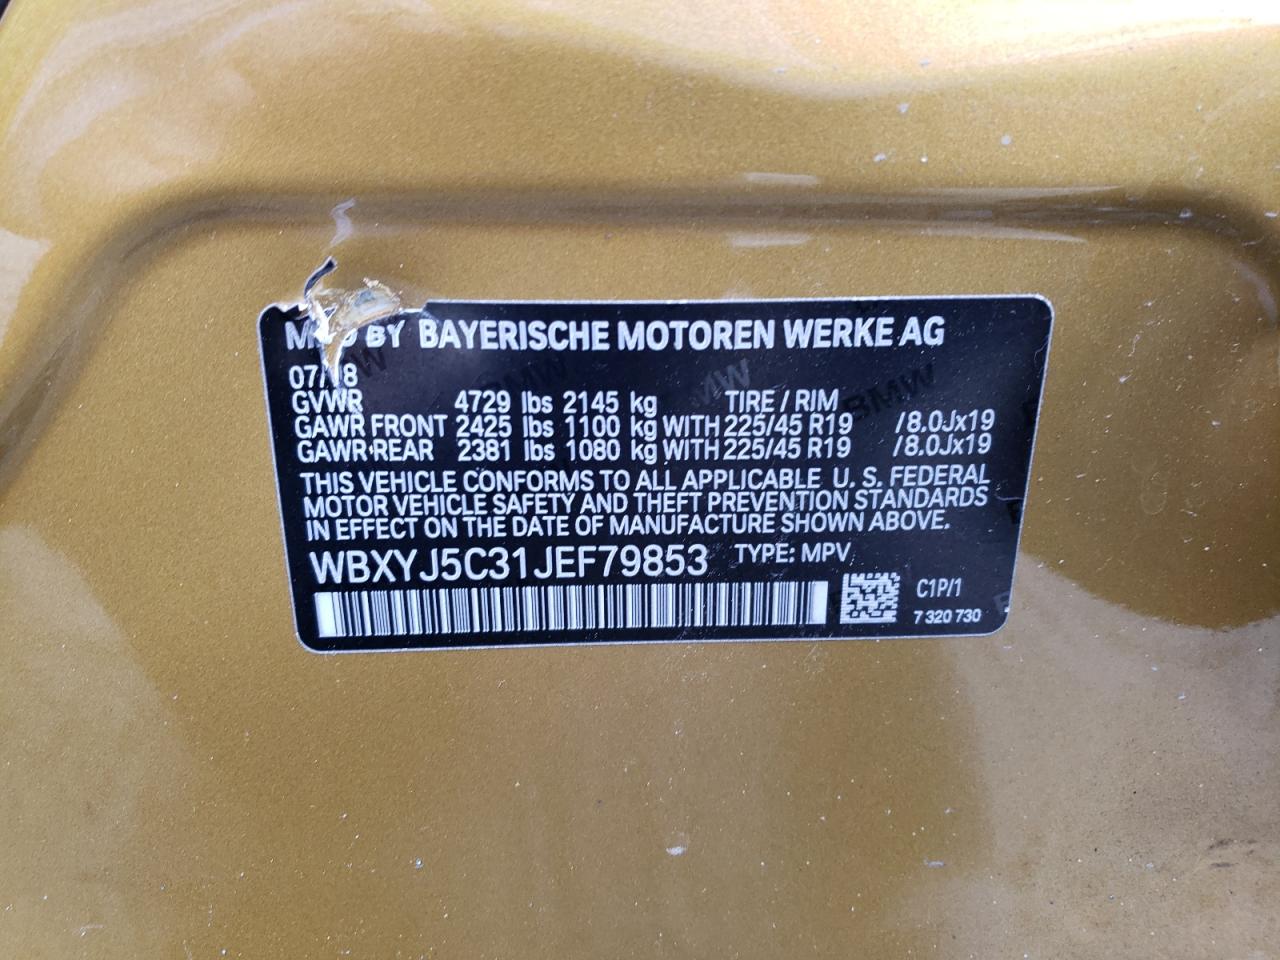 BY BAYERISCHE MOTOREN WERKE AG
GVWR 4729 lbs 2145 kg TIRE / RIM
GAWR FRONT 2425 lbs 1100 kg WITH 225/45 R19 /8.0Jx19
GAWR REAR 2381 lbs 1080 kg WITH 225/45 R19 /8.0Jx19
THIS VEHICLE CONFORMS TO ALL APPLICABLE U. S. FEDERAL
MOTOR VEHICLE SAFETY AND THEFT PREVENTION STANDARDS
IN EFFECT ON THE DATE OF MANUFACTURE SHOWN ABOVE.
WBXYJ5C31JEF79853 TYPE: MPV
C1P/1
7 320 730